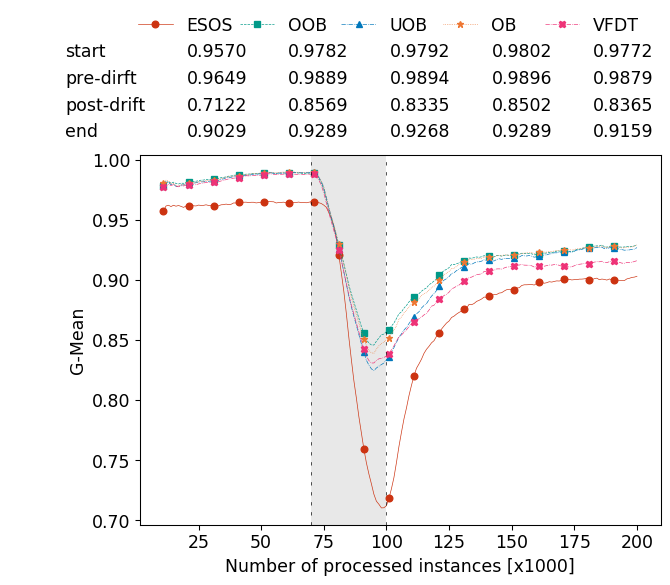 ESOS OOB UOB OB VFDT
start 0.9570 0.9782 0.9792 0.9802 0.9772
pre-dirft 0.9649 0.9889 0.9894 0.9896 0.9879
post-drift 0.7122 0.8569 0.8335 0.8502 0.8365
end 0.9029 0.9289 0.9268 0.9289 0.9159
1.00
0.95
0.90
0.85
0.80
0.75
0.70
G-Mean
25 50 75 100 125 150 175 200
Number of processed instances [x1000]